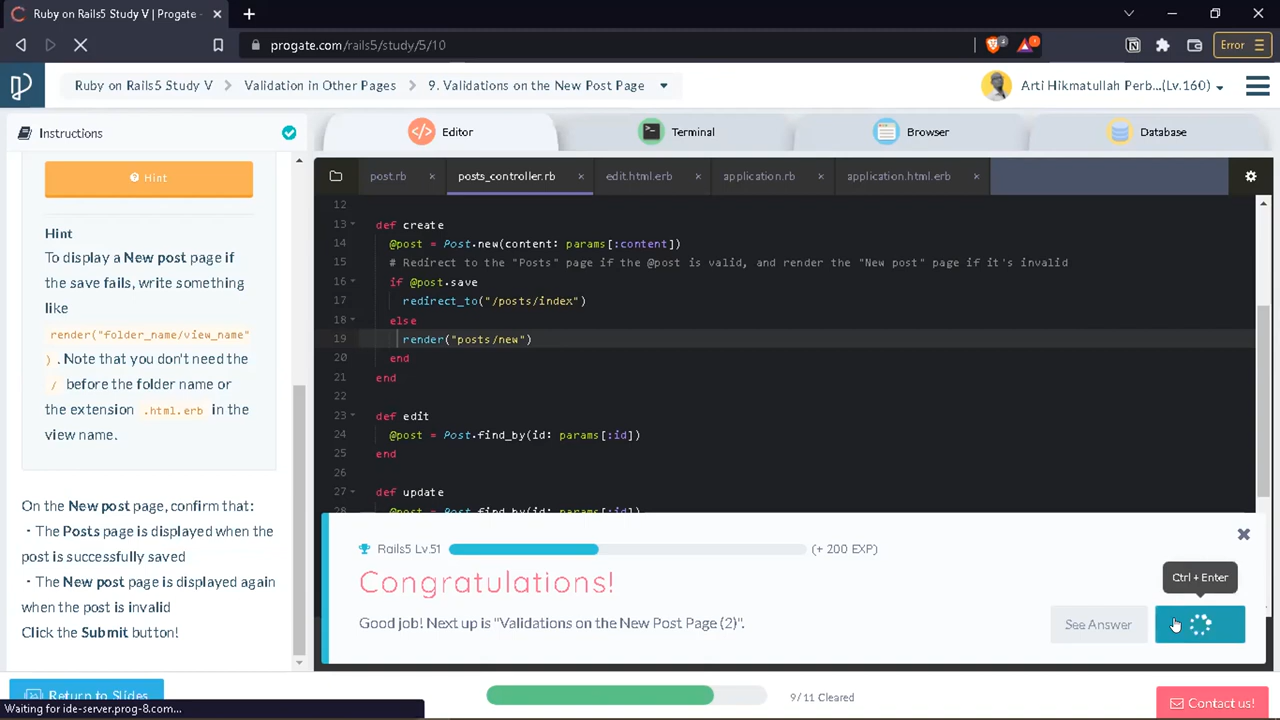 Ruby on Rails5 Study V | Progate -
progate.com/rails5/study/5/10
Error
Ruby on Rails5 Study V
Validation in Other Pages
9. Validations on the New Post Page
Arti Hikmatullah Perb...(Lv.160)
Instructions
Editor
Terminal
Browser
Database
Hint
Hint
To display a New post page if
the save fails, write something
like
render("folder_name/view_name"
). Note that you don't need the
/ before the folder name or
the extension .html.erb in the
view name.
On the New post page, confirm that:
・The Posts page is displayed when the
post is successfully saved
・The New post page is displayed again
when the post is invalid
Click the Submit button!
post.rb
posts_controller.rb
edit.html.erb
application.rb
application.html.erb
12
13 def create
14 @post = Post.new(content: params[:content])
15 # Redirect to the "Posts" page if the @post is valid, and render the "New post" page if it's invalid
16 if @post.save
17 redirect_to("/posts/index")
18 else
19 render("posts/new")
20 end
21 end
22
23 def edit
24 @post = Post.find_by(id: params[:id])
25 end
26
27 def update
28 @post = Post.find_by(id: params[:id])
Rails5 Lv.51
(+ 200 EXP)
Congratulations!
Good job! Next up is "Validations on the New Post Page (2)".
Ctrl + Enter
See Answer
Return to Slides
9/11 Cleared
Contact us!